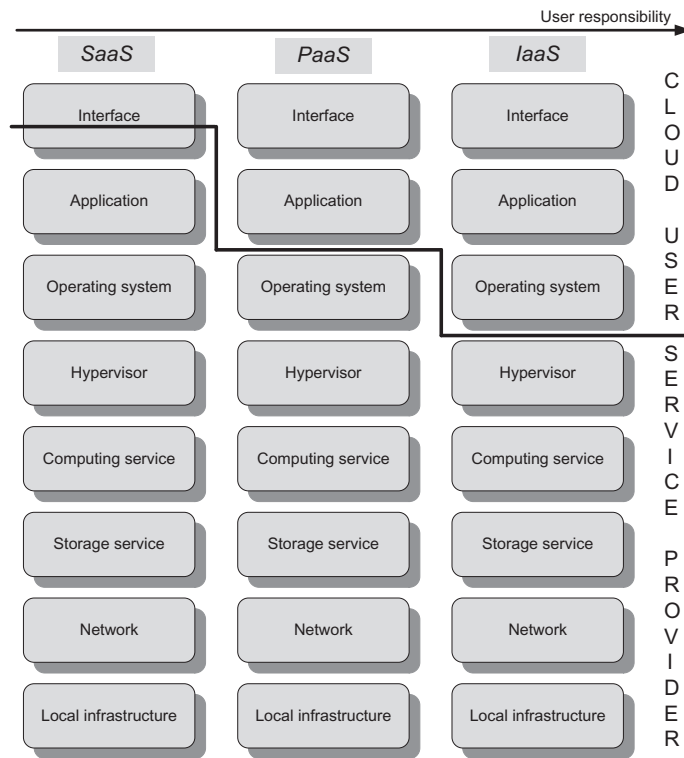 User responsibility
SaaS PaaS IaaS
Interface Interface Interface
Application Application Application
Operating system Operating system Operating system
Hypervisor Hypervisor Hypervisor
Computing service Computing service Computing service
Storage service Storage service Storage service
Network Network Network
Local infrastructure Local infrastructure Local infrastructure
CLOUD USER
SERVICE PROVIDER